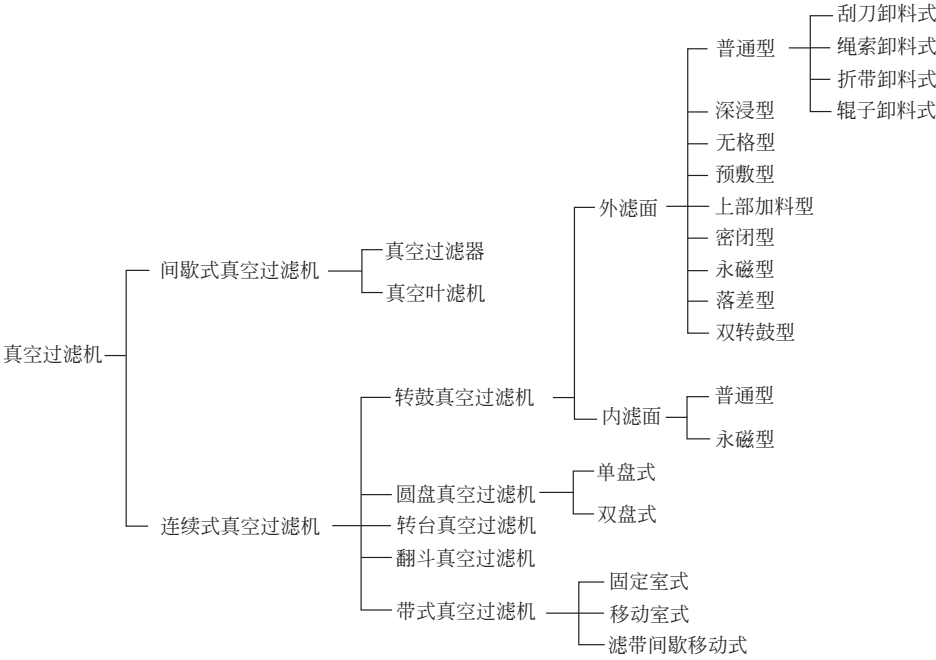 真空过滤机
间歇式真空过滤机
真空过滤器
真空叶滤机
连续式真空过滤机
转鼓真空过滤机
外滤面
普通型
刮刀卸料式
绳索卸料式
折带卸料式
辊子卸料式
深浸型
无格型
预敷型
上部加料型
密闭型
永磁型
落差型
双转鼓型
内滤面
普通型
永磁型
圆盘真空过滤机
单盘式
双盘式
转台真空过滤机
翻斗真空过滤机
带式真空过滤机
固定室式
移动室式
滤带间歇移动式